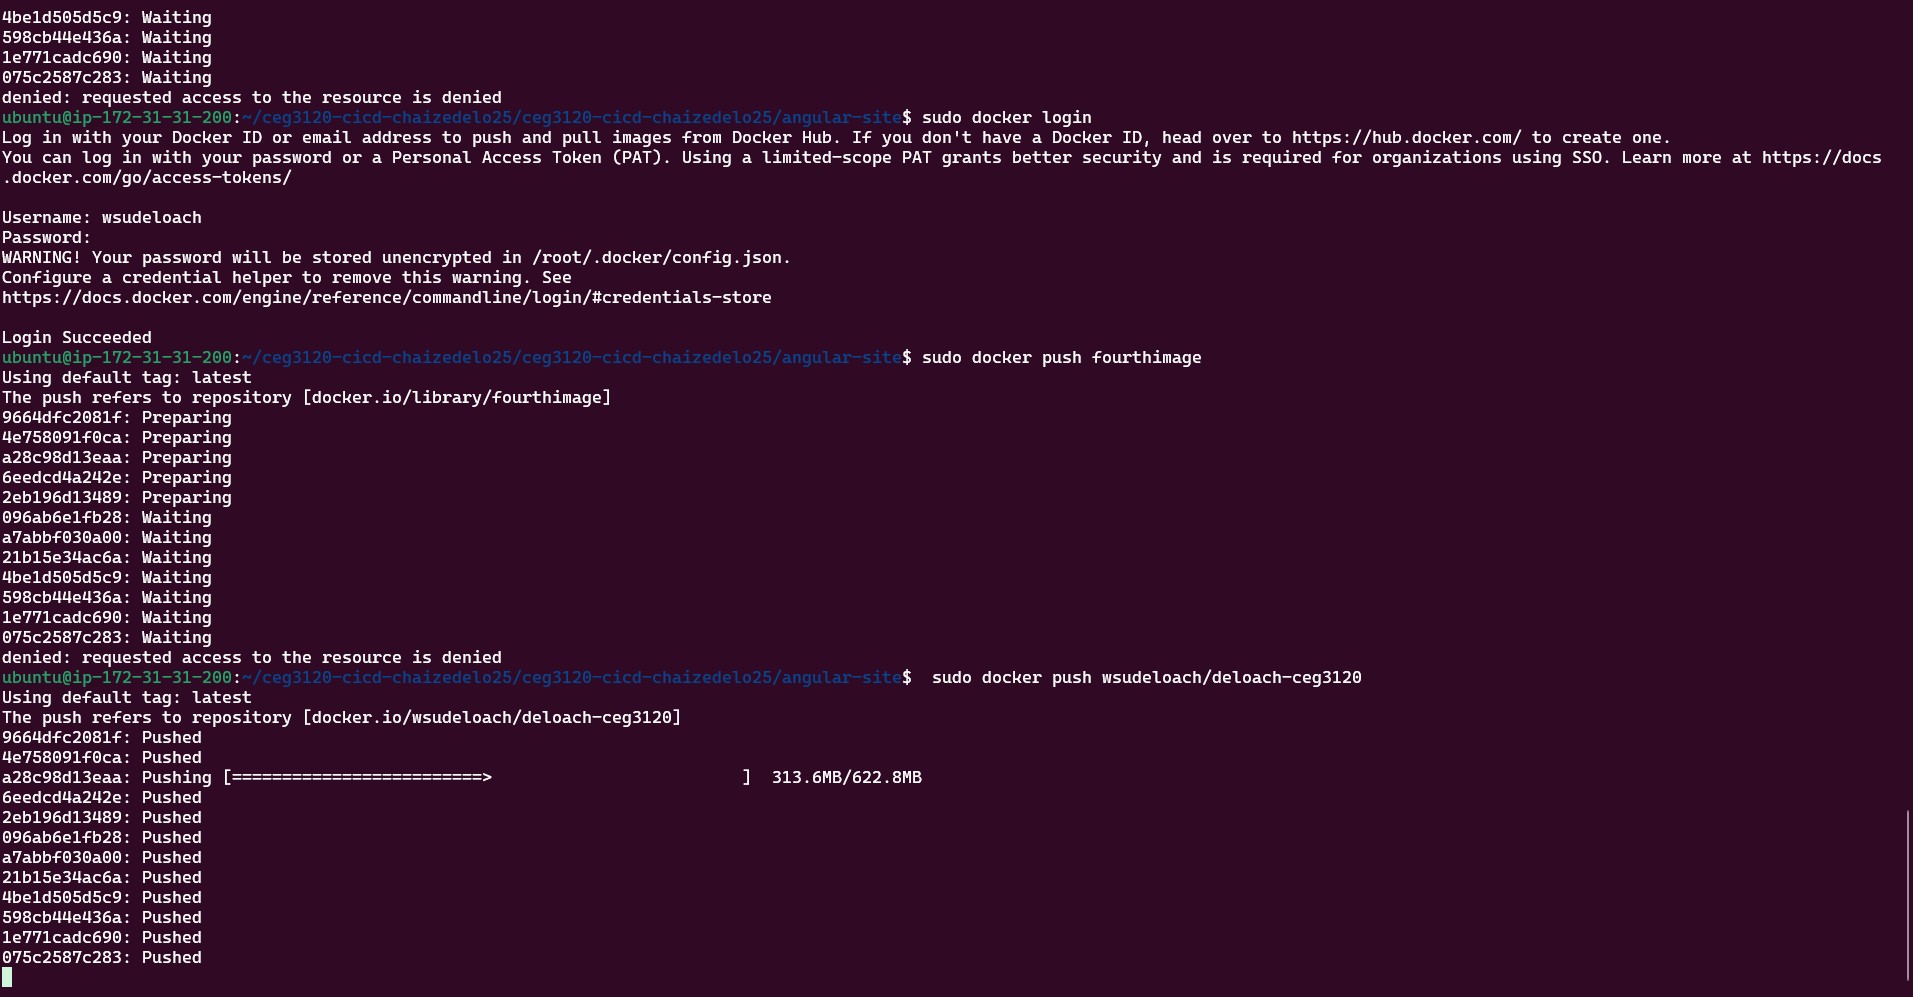 4be1d505d5c9: Waiting
598cb44e436a: Waiting
1e771cadc690: Waiting
075c2587c283: Waiting
denied: requested access to the resource is denied
ubuntu@ip-172-31-31-200:~/ceg3120-cicd-chaizedelo25/ceg3120-cicd-chaizedelo25/angular-site$ sudo docker login
Log in with your Docker ID or email address to push and pull images from Docker Hub. If you don't have a Docker ID, head over to https://hub.docker.com/ to create one.
You can log in with your password or a Personal Access Token (PAT). Using a limited-scope PAT grants better security and is required for organizations using SSO. Learn more at https://docs
.docker.com/go/access-tokens/

Username: wsudeloach
Password:
WARNING! Your password will be stored unencrypted in /root/.docker/config.json.
Configure a credential helper to remove this warning. See
https://docs.docker.com/engine/reference/commandline/login/#credentials-store

Login Succeeded
ubuntu@ip-172-31-31-200:~/ceg3120-cicd-chaizedelo25/ceg3120-cicd-chaizedelo25/angular-site$ sudo docker push fourthimage
Using default tag: latest
The push refers to repository [docker.io/library/fourthimage]
9664dfc2081f: Preparing
4e758091f0ca: Preparing
a28c98d13eaa: Preparing
6eedcd4a242e: Preparing
2eb196d13489: Preparing
096ab6e1fb28: Waiting
a7abbf030a00: Waiting
21b15e34ac6a: Waiting
4be1d505d5c9: Waiting
598cb44e436a: Waiting
1e771cadc690: Waiting
075c2587c283: Waiting
denied: requested access to the resource is denied
ubuntu@ip-172-31-31-200:~/ceg3120-cicd-chaizedelo25/ceg3120-cicd-chaizedelo25/angular-site$  sudo docker push wsudeloach/deloach-ceg3120
Using default tag: latest
The push refers to repository [docker.io/wsudeloach/deloach-ceg3120]
9664dfc2081f: Pushed
4e758091f0ca: Pushed
a28c98d13eaa: Pushing [=========================>                         ]  313.6MB/622.8MB
6eedcd4a242e: Pushed
2eb196d13489: Pushed
096ab6e1fb28: Pushed
a7abbf030a00: Pushed
21b15e34ac6a: Pushed
4be1d505d5c9: Pushed
598cb44e436a: Pushed
1e771cadc690: Pushed
075c2587c283: Pushed